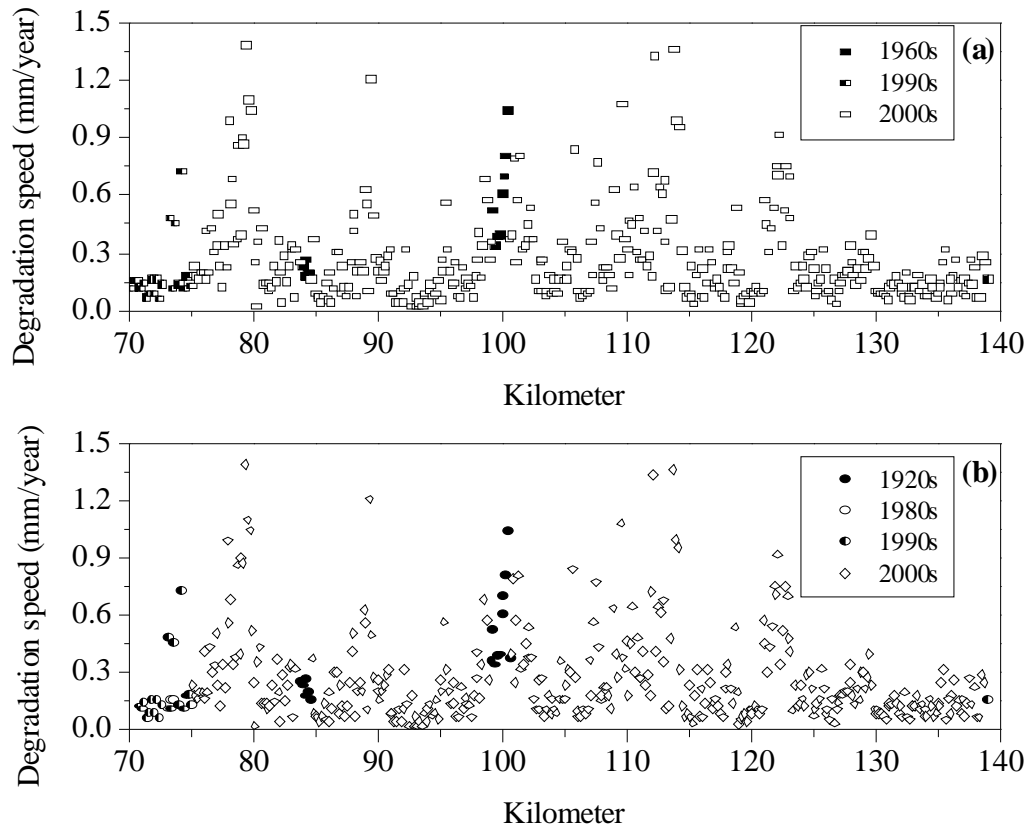 (a)
1960s
1990s
2000s
Degradation speed (mm/year)
1.5
1.2
0.9
0.6
0.3
0.0
70 80 90 100 110 120 130 140
Kilometer
(b)
1920s
1980s
1990s
2000s
Degradation speed (mm/year)
1.5
1.2
0.9
0.6
0.3
0.0
70 80 90 100 110 120 130 140
Kilometer